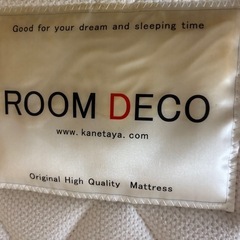 Good for your dream and sleeping time
ROOM DECO
www.kanetaya.com
Original High Quality Mattress